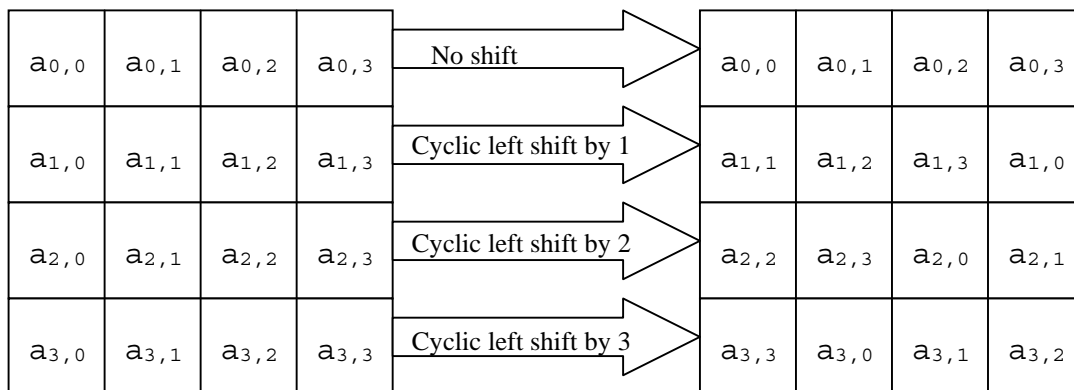 a0,0 a0,1 a0,2 a0,3 No shift a0,0 a0,1 a0,2 a0,3
a1,0 a1,1 a1,2 a1,3 Cyclic left shift by 1 a1,1 a1,2 a1,3 a1,0
a2,0 a2,1 a2,2 a2,3 Cyclic left shift by 2 a2,2 a2,3 a2,0 a2,1
a3,0 a3,1 a3,2 a3,3 Cyclic left shift by 3 a3,3 a3,0 a3,1 a3,2